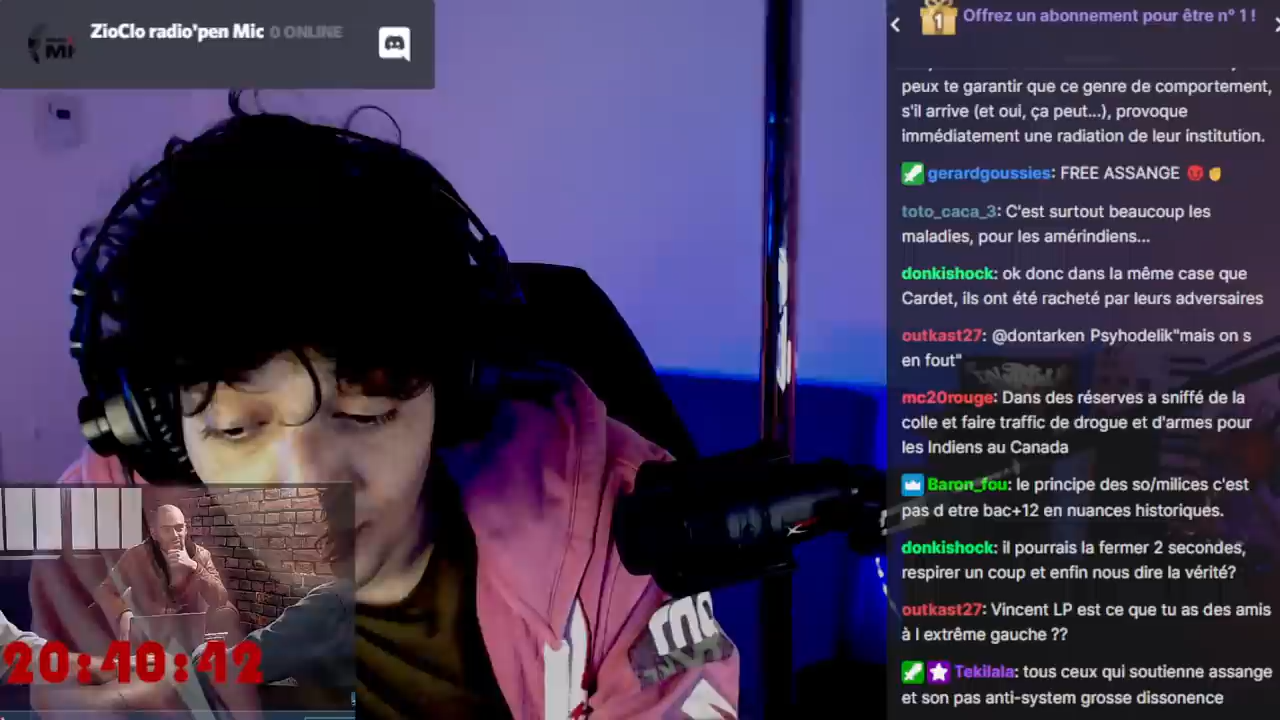 ZioClo radio'pen Mic 0 ONLINE
Offrez un abonnement pour être n° 1 !
1
peux te garantir que ce genre de comportement,
s'il arrive (et oui, ça peut...), provoque
immédiatement une radiation de leur institution.
gerardgoussies: FREE ASSANGE
toto_caca_3: C'est surtout beaucoup les
maladies, pour les amérindiens...
donkishock: ok donc dans la même case que
Cardet, ils ont été racheté par leurs adversaires
outkast27: @dontarken Psyhodelik"mais on s
en fout"
mc20rouge: Dans des réserves a sniffé de la
colle et faire traffic de drogue et d'armes pour
les Indiens au Canada
Baron_fou: le principe des so/milices c'est
pas d etre bac+12 en nuances historiques.
donkishock: il pourrais la fermer 2 secondes,
respirer un coup et enfin nous dire la vérité?
outkast27: Vincent LP est ce que tu as des amis
à l extrême gauche ??
Tekilala: tous ceux qui soutienne assange
et son pas anti-system grosse dissonence
20:40:42